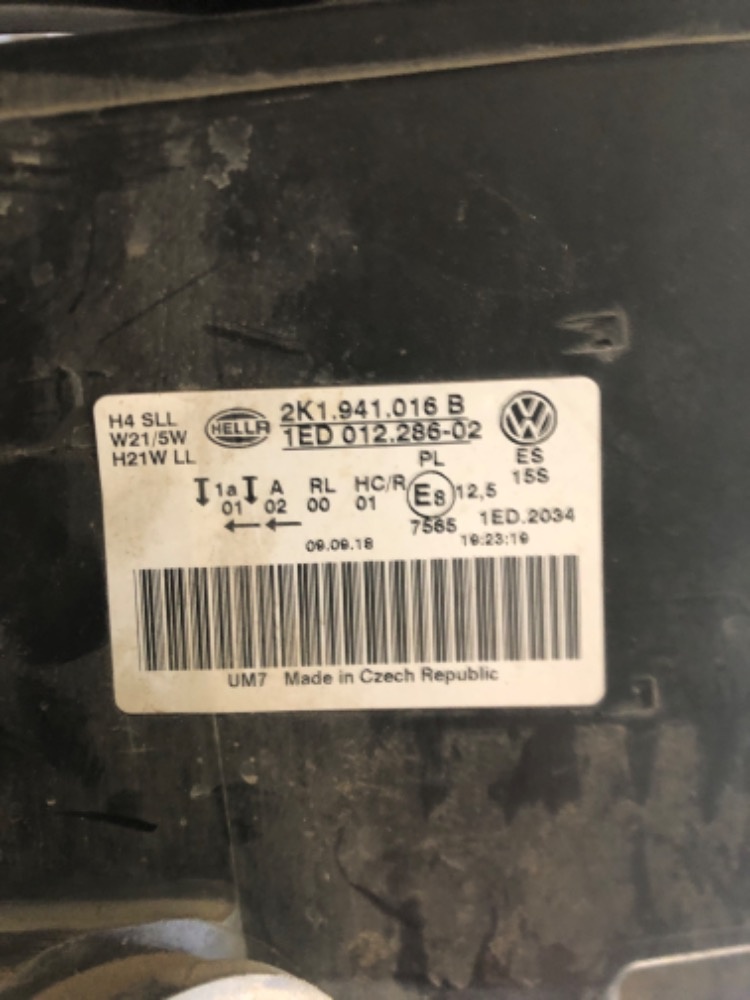 H4 SLL
W21/5W
H21W LL
HELLA
2K1.941.016 B
1ED 012.286-02
VW
PL
ES
15S
1a A RL HC/R E8 12,5
01 02 00 01
7565 1ED.2034
09.09.18 19:23:19
UM7 Made in Czech Republic